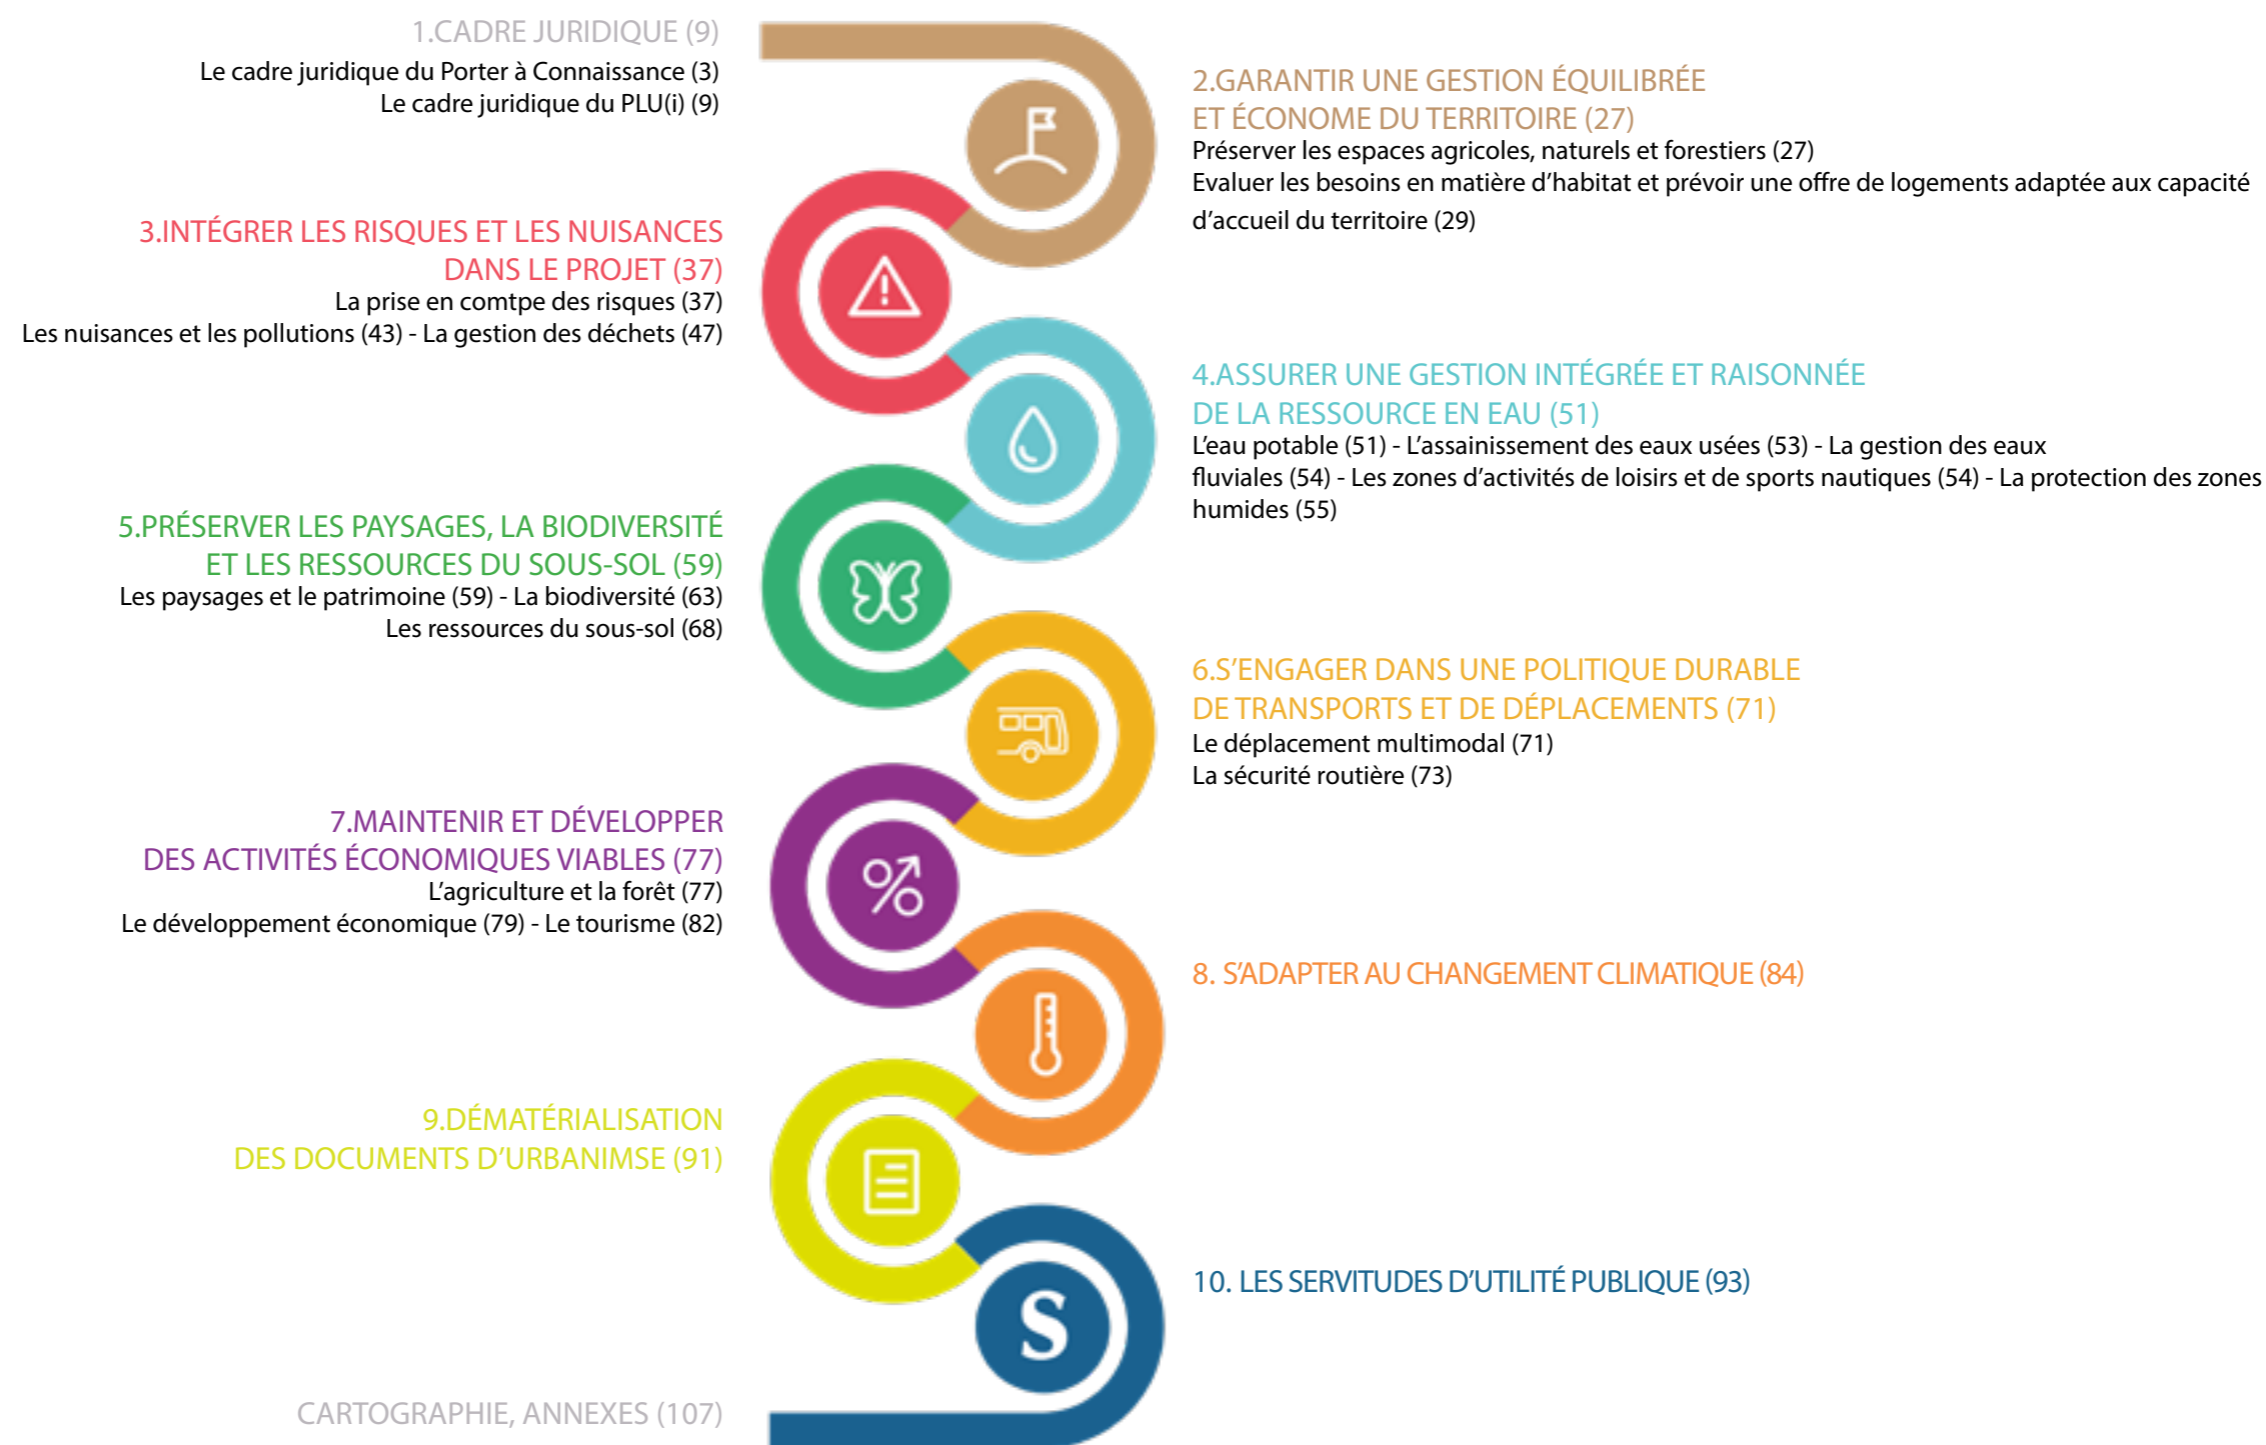 1.CADRE JURIDIQUE (9)
Le cadre juridique du Porter à Connaissance (3)
Le cadre juridique du PLU(i) (9)
2.GARANTIR UNE GESTION ÉQUILIBRÉE
ET ÉCONOME DU TERRITOIRE (27)
Préserver les espaces agricoles, naturels et forestiers (27)
Evaluer les besoins en matière d’habitat et prévoir une offre de logements adaptée aux capacité
d’accueil du territoire (29)
3.INTÉGRER LES RISQUES ET LES NUISANCES
DANS LE PROJET (37)
La prise en comtpe des risques (37)
Les nuisances et les pollutions (43) - La gestion des déchets (47)
4.ASSURER UNE GESTION INTÉGRÉE ET RAISONNÉE
DE LA RESSOURCE EN EAU (51)
L’eau potable (51) - L’assainissement des eaux usées (53) - La gestion des eaux
fluviales (54) - Les zones d’activités de loisirs et de sports nautiques (54) - La protection des zones
humides (55)
5.PRÉSERVER LES PAYSAGES, LA BIODIVERSITÉ
ET LES RESSOURCES DU SOUS-SOL (59)
Les paysages et le patrimoine (59) - La biodiversité (63)
Les ressources du sous-sol (68)
6.S’ENGAGER DANS UNE POLITIQUE DURABLE
DE TRANSPORTS ET DE DÉPLACEMENTS (71)
Le déplacement multimodal (71)
La sécurité routière (73)
7.MAINTENIR ET DÉVELOPPER
DES ACTIVITÉS ÉCONOMIQUES VIABLES (77)
L’agriculture et la forêt (77)
Le développement économique (79) - Le tourisme (82)
8. S’ADAPTER AU CHANGEMENT CLIMATIQUE (84)
9.DÉMATÉRIALISATION
DES DOCUMENTS D’URBANIMSE (91)
10. LES SERVITUDES D’UTILITÉ PUBLIQUE (93)
S
CARTOGRAPHIE, ANNEXES (107)